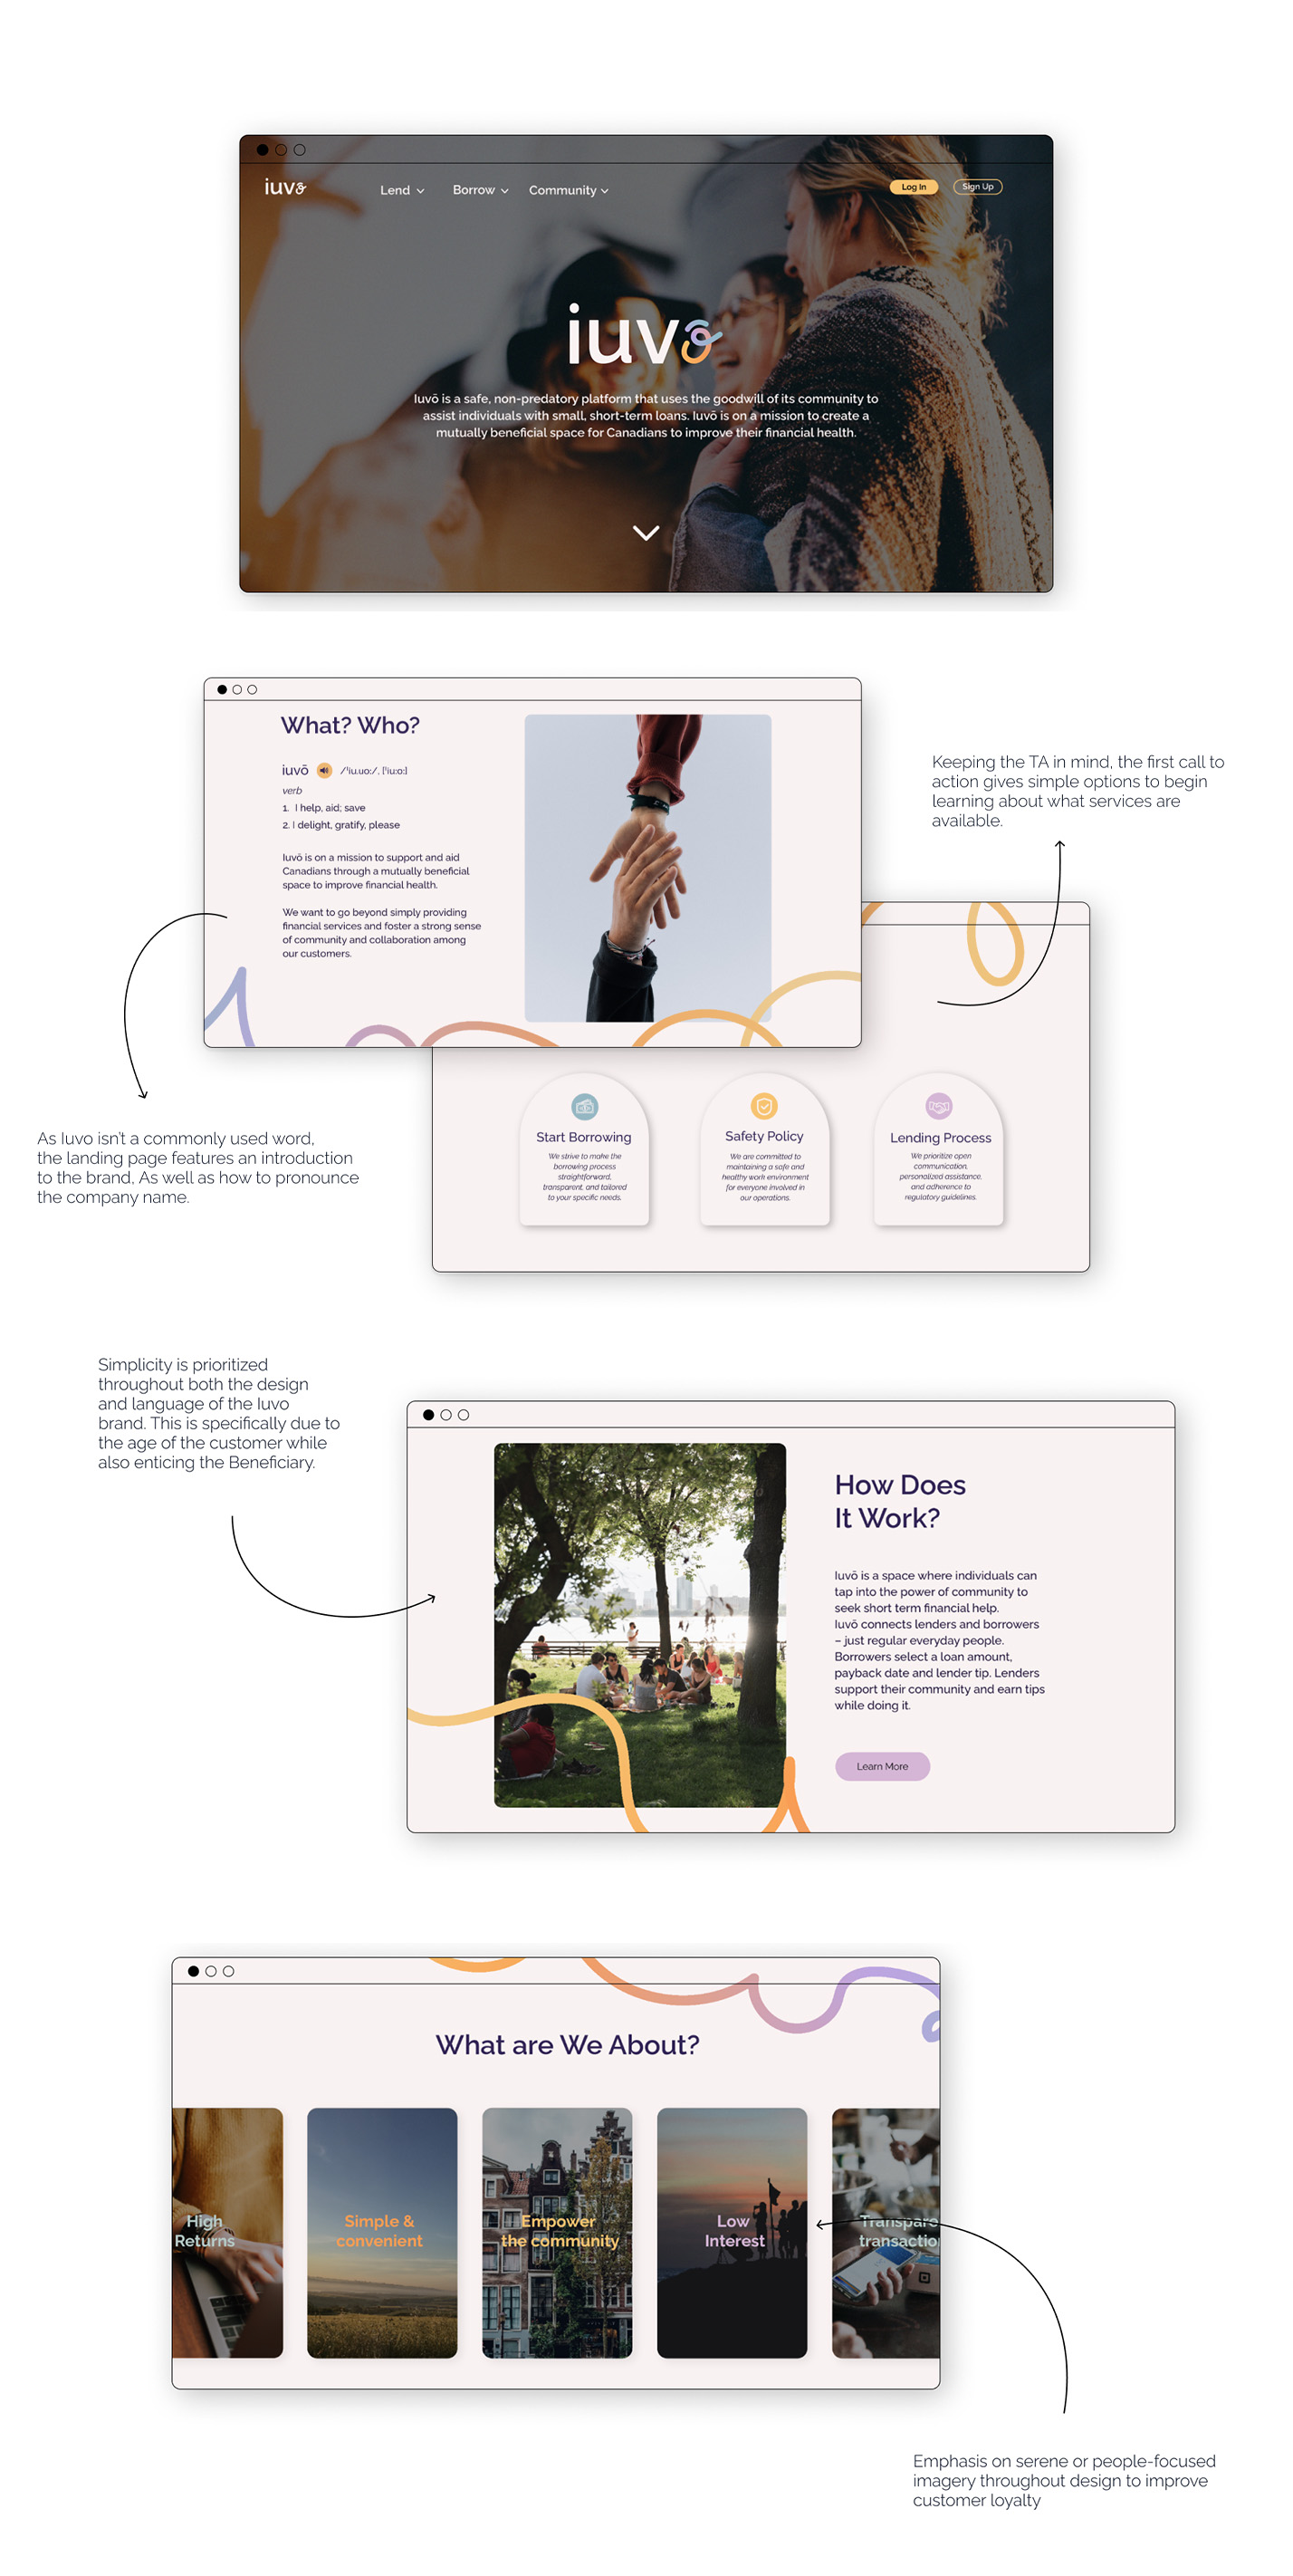 iuvo
Lend
Borrow
Community
Log In
Sign Up
iuvo
Iuvō is a safe, non-predatory platform that uses the goodwill of its community to
assist individuals with small, short-term loans. Iuvō is on a mission to create a
mutually beneficial space for Canadians to improve their financial health.
What? Who?
iuvō /ˈiu.uo:/, [ˈiu:ɑ:]
verb
1. I help, aid; save
2. I delight, gratify, please
Iuvō is on a mission to support and aid
Canadians through a mutually beneficial
space to improve financial health.
We want to go beyond simply providing
financial services and foster a strong sense
of community and collaboration among
our customers.
Keeping the TA in mind, the first call to
action gives simple options to begin
learning about what services are
available.
As Iuvo isn't a commonly used word,
the landing page features an introduction
to the brand, As well as how to pronounce
the company name.
Start Borrowing
We strive to make the
borrowing process
straightforward,
transparent, and tailored
to your specific needs.
Safety Policy
We are committed to
maintaining a safe and
healthy work environment
for everyone involved in
our operations.
Lending Process
We prioritize open
communication,
personalized assistance,
and adherence to
regulatory guidelines.
Simplicity is prioritized
throughout both the design
and language of the Iuvo
brand. This is specifically due to
the age of the customer while
also enticing the Beneficiary.
How Does
It Work?
Iuvō is a space where individuals can
tap into the power of community to
seek short term financial help.
Iuvō connects lenders and borrowers
– just regular everyday people.
Borrowers select a loan amount,
payback date and lender tip. Lenders
support their community and earn tips
while doing it.
Learn More
What are We About?
High
Returns
Simple &
convenient
Empower
the community
Low
Interest
Transpare
transactio
Emphasis on serene or people-focused
imagery throughout design to improve
customer loyalty